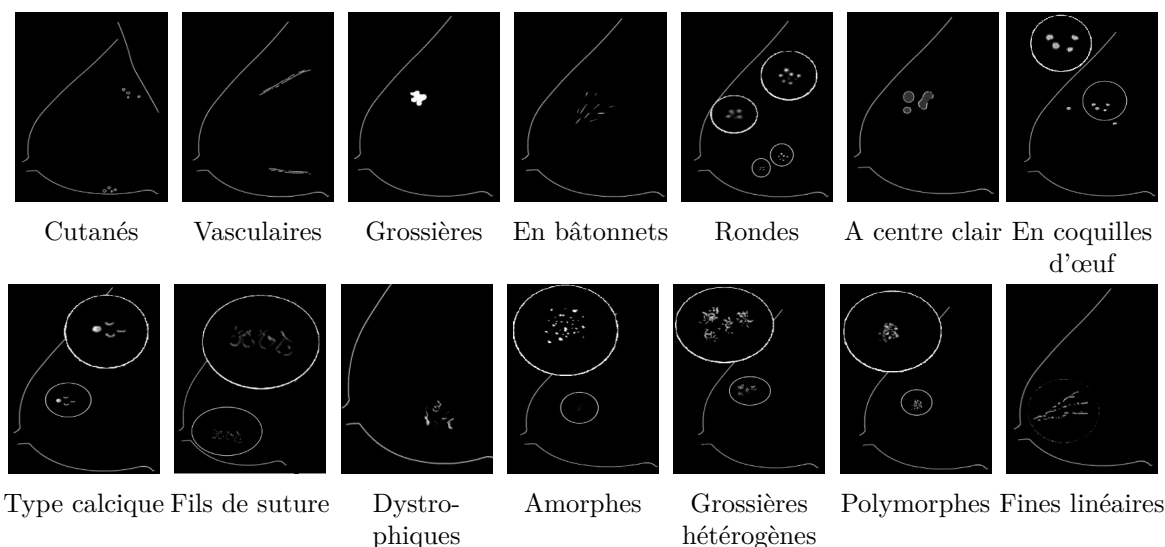 Cutanés Vasculaires Grossières En bâtonnets Rondes A centre clair En coquilles
d'œuf
Type calcique Fils de suture Dystro- Amorphes Grossières Polymorphes Fines linéaires
phiques hétérogènes